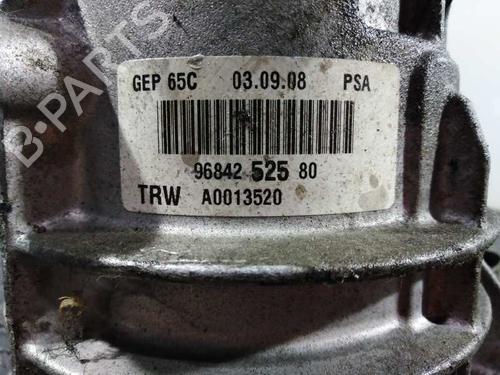 GEP 65C 03.09.08 PSA
96842 525 80
TRW A0013520
B-PARTS